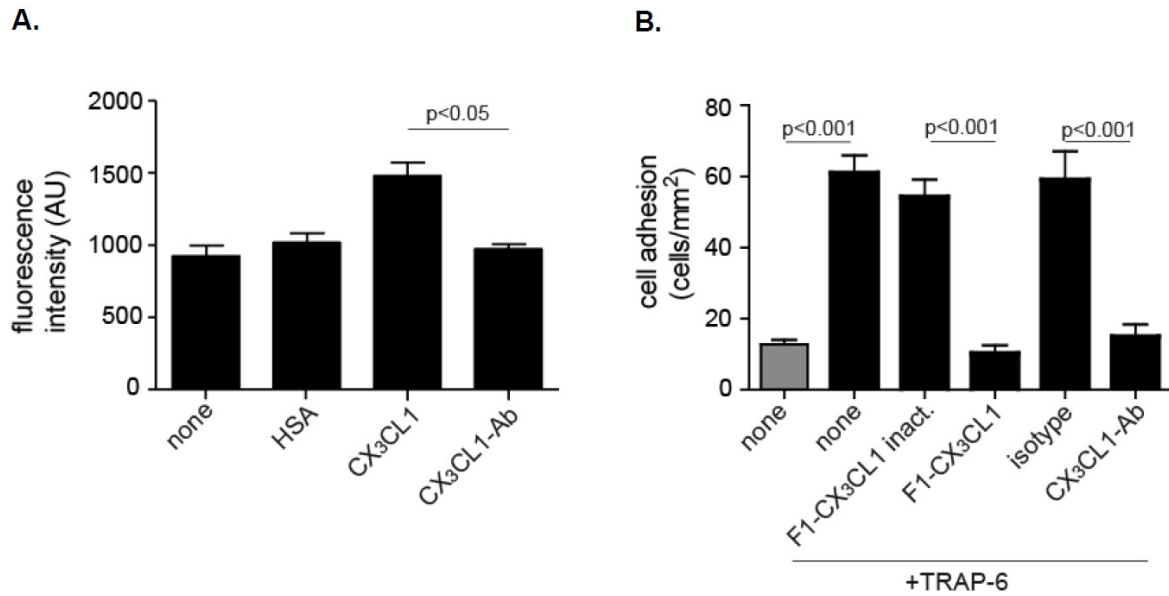 A.
fluorescence
intensity (AU)
2000
1500
1000
500
0
p<0.05
none
HSA
CX₃CL1
CX₃CL1-Ab
B.
cell adhesion
(cells/mm²)
80
60
40
20
0
p<0.001
p<0.001
p<0.001
none
none
F1-CX₃CL1 inact.
F1-CX₃CL1
isotype
CX₃CL1-Ab
+TRAP-6